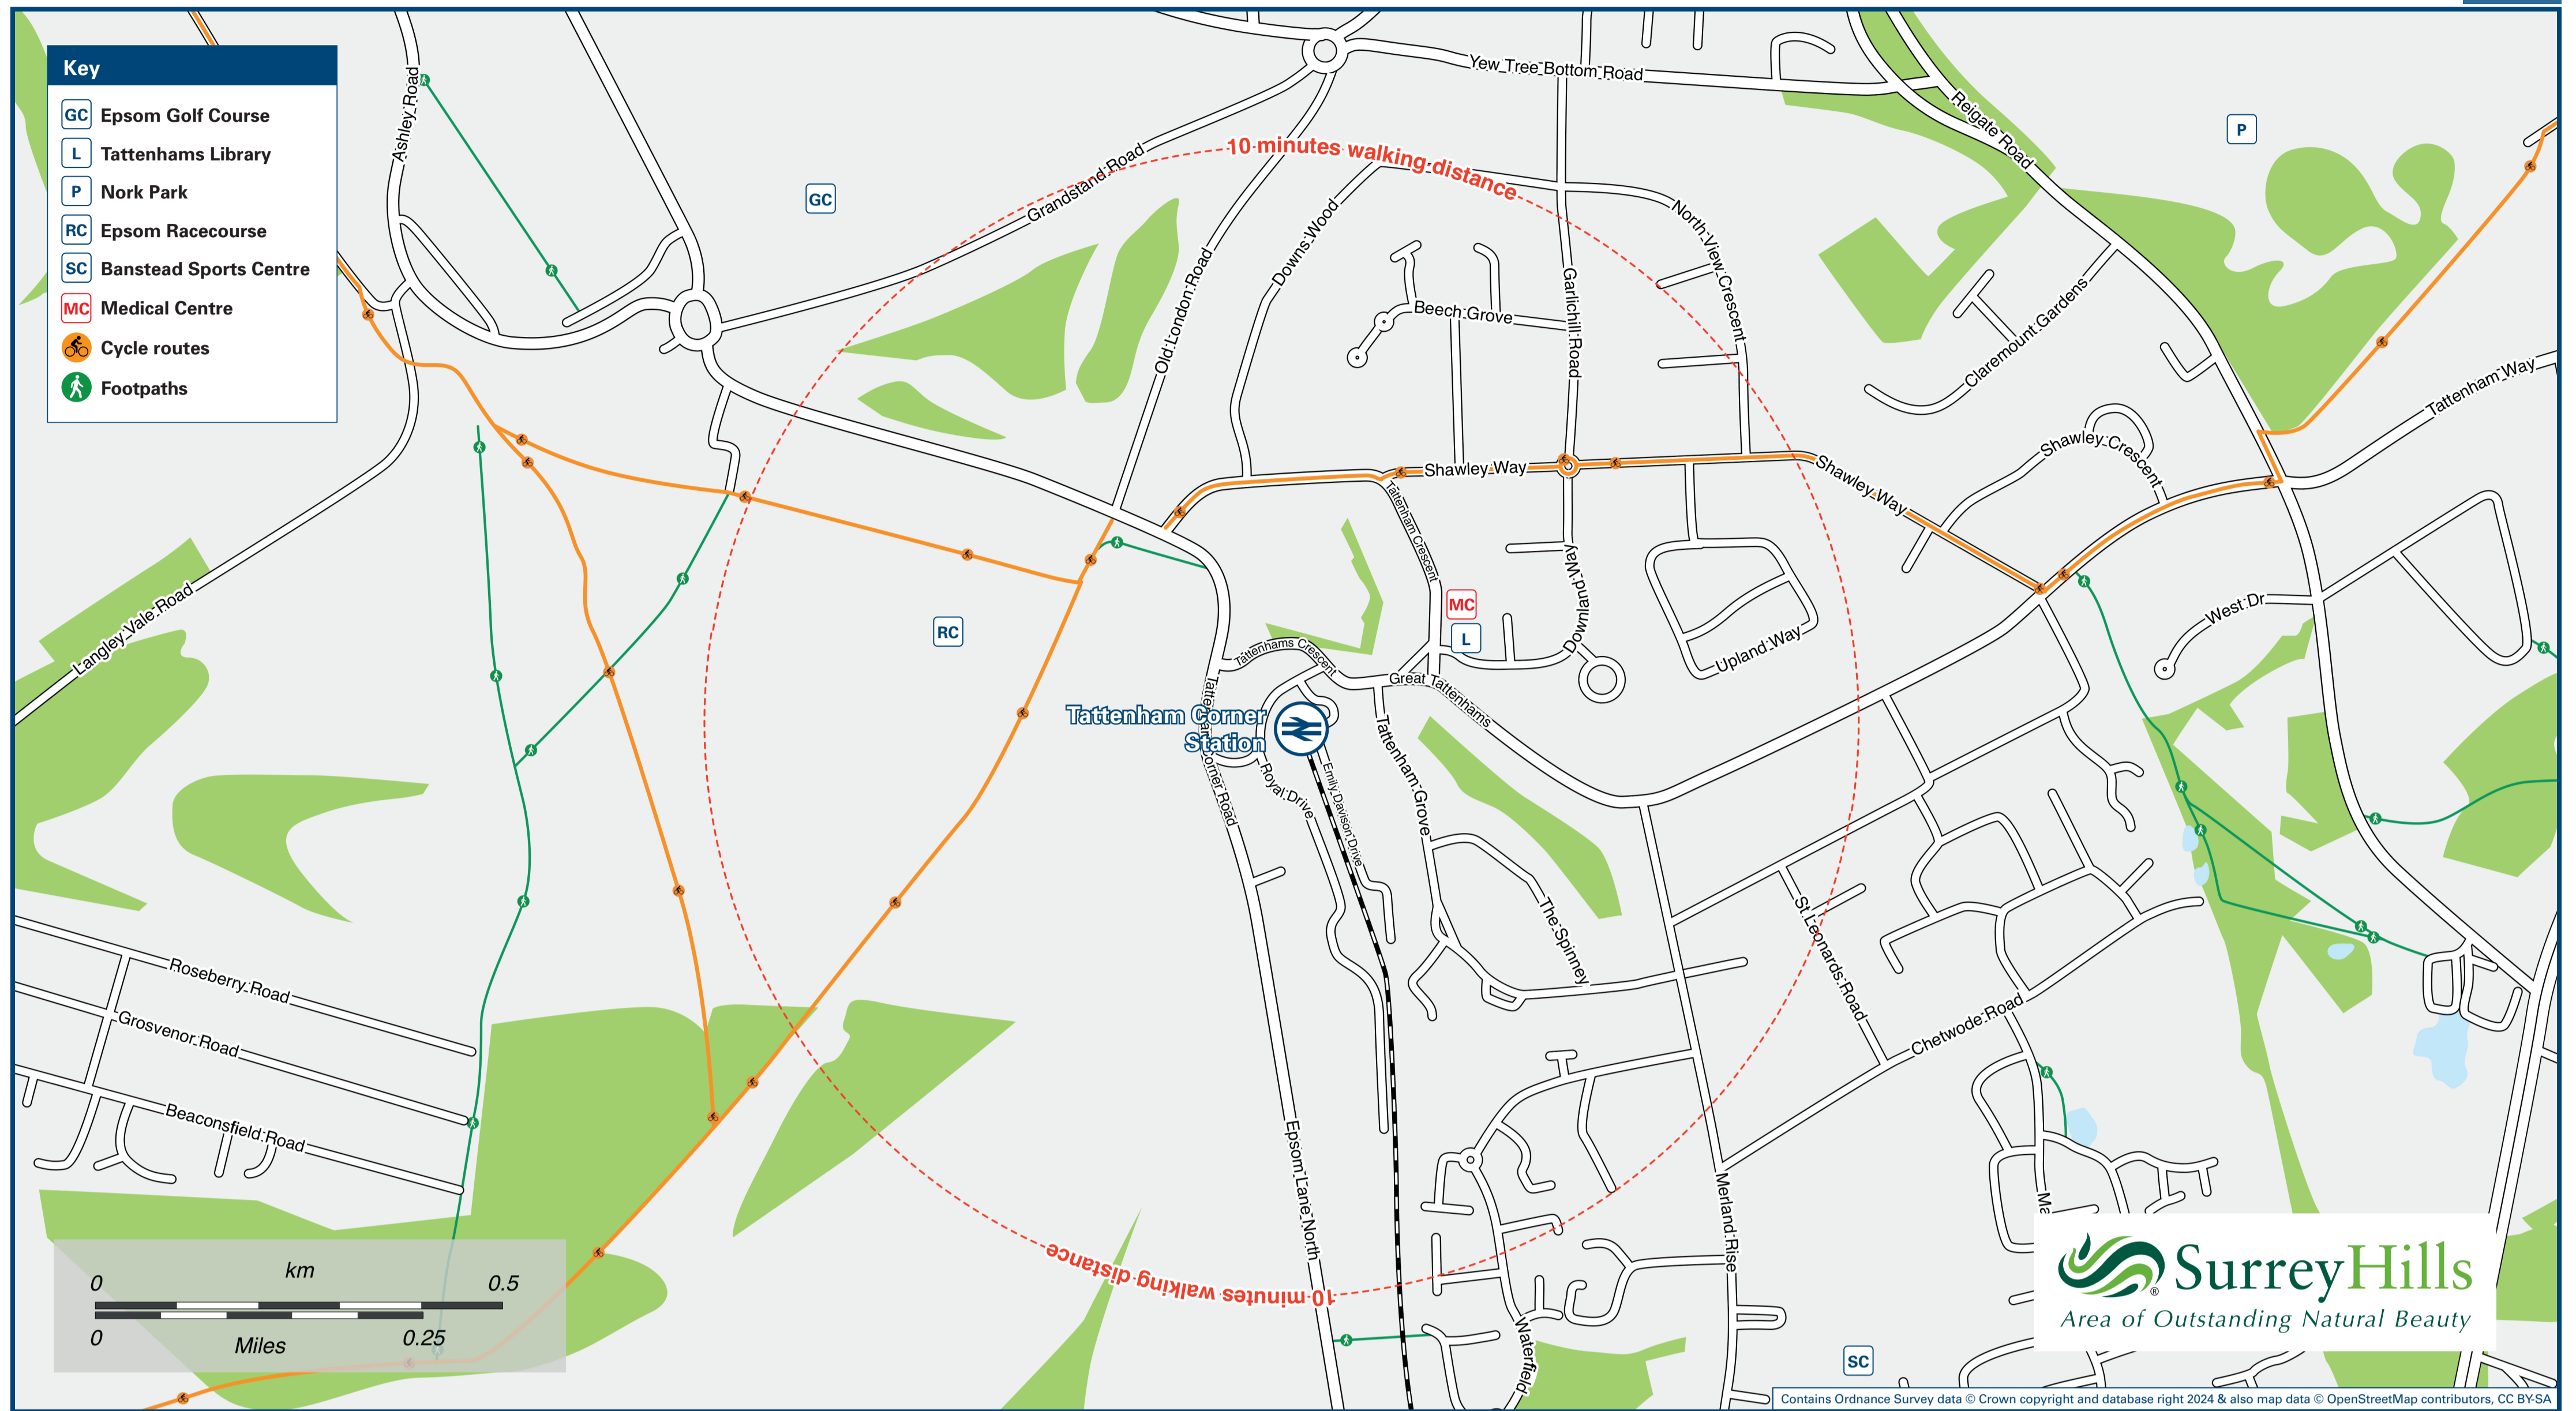 Key
GC Epsom Golf Course
L Tattenhams Library
P Nork Park
RC Epsom Racecourse
SC Banstead Sports Centre
MC Medical Centre
Cycle routes
Footpaths
Ashley Road
GC
Grandstand Road
10 minutes walking distance
Yew Tree Bottom Road
Reigate Road
P
Downs Wood
Old London Road
North View Crescent
Garlichill Road
Beech Grove
Claremount Gardens
Tattenham Way
Shawley Way
Shawley Way
Shawley Crescent
Tattenham Crescent
Downland Way
Upland Way
West Dr
Langley Vale Road
RC
MC
L
Tattenhams Crescent
Great Tattenhams
Tattenham Corner
Station
Tattenham Corner Road
Royal Drive
Emily Davison Drive
Tattenham Grove
The Spinney
St Leonards Road
Chetwode Road
Roseberry Road
Grosvenor Road
Beaconsfield Road
Epsom Lane North
Merland Rise
Ma
10 minutes walking distance
Waterfield
SC
0 km 0.5
0 Miles 0.25
SurreyHills
®
Area of Outstanding Natural Beauty
Contains Ordnance Survey data © Crown copyright and database right 2024 & also map data © OpenStreetMap contributors, CC BY-SA